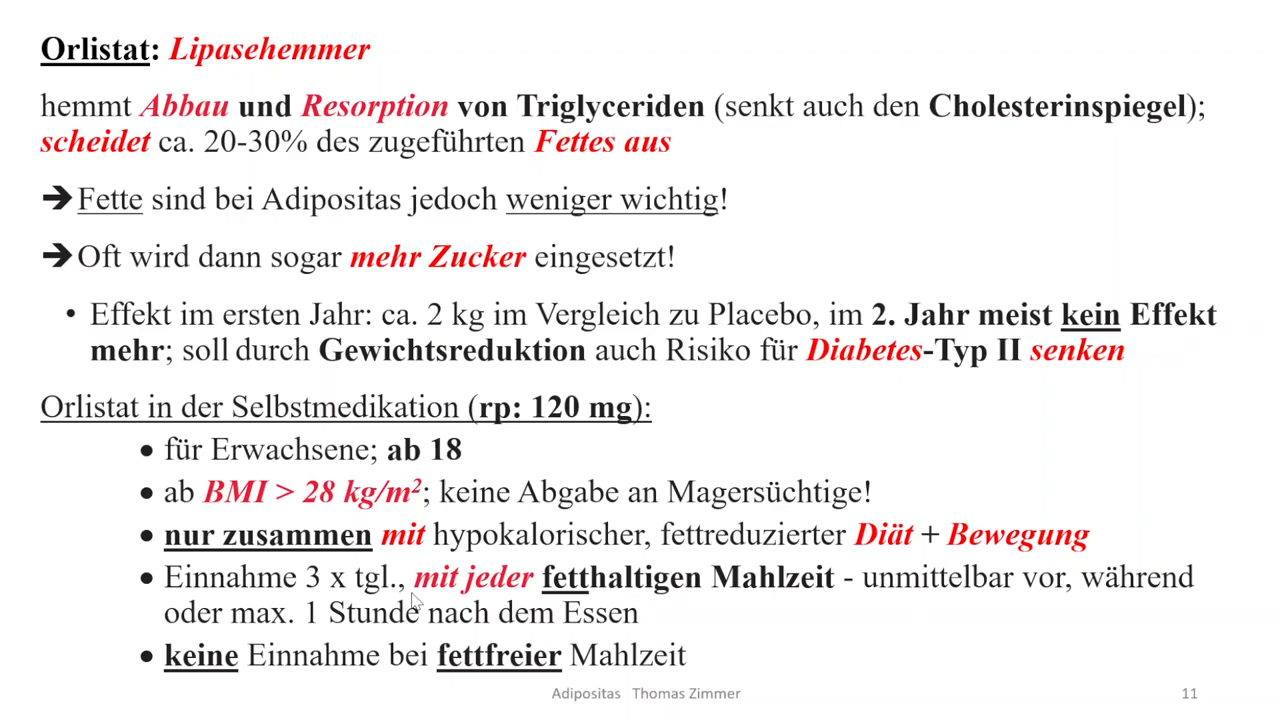 Orlistat: Lipasehemmer
hemmt Abbau und Resorption von Triglyceriden (senkt auch den Cholesterinspiegel);
scheidet ca. 20-30% des zugeführten Fettes aus
➔ Fette sind bei Adipositas jedoch weniger wichtig!
➔ Oft wird dann sogar mehr Zucker eingesetzt!
• Effekt im ersten Jahr: ca. 2 kg im Vergleich zu Placebo, im 2. Jahr meist kein Effekt
mehr; soll durch Gewichtsreduktion auch Risiko für Diabetes-Typ II senken
Orlistat in der Selbstmedikation (rp: 120 mg):
• für Erwachsene; ab 18
• ab BMI > 28 kg/m²; keine Abgabe an Magersüchtige!
• nur zusammen mit hypokalorischer, fettreduzierter Diät + Bewegung
• Einnahme 3 x tgl., mit jeder fetthaltigen Mahlzeit - unmittelbar vor, während
oder max. 1 Stunde nach dem Essen
• keine Einnahme bei fettfreier Mahlzeit
Adipositas Thomas Zimmer
11